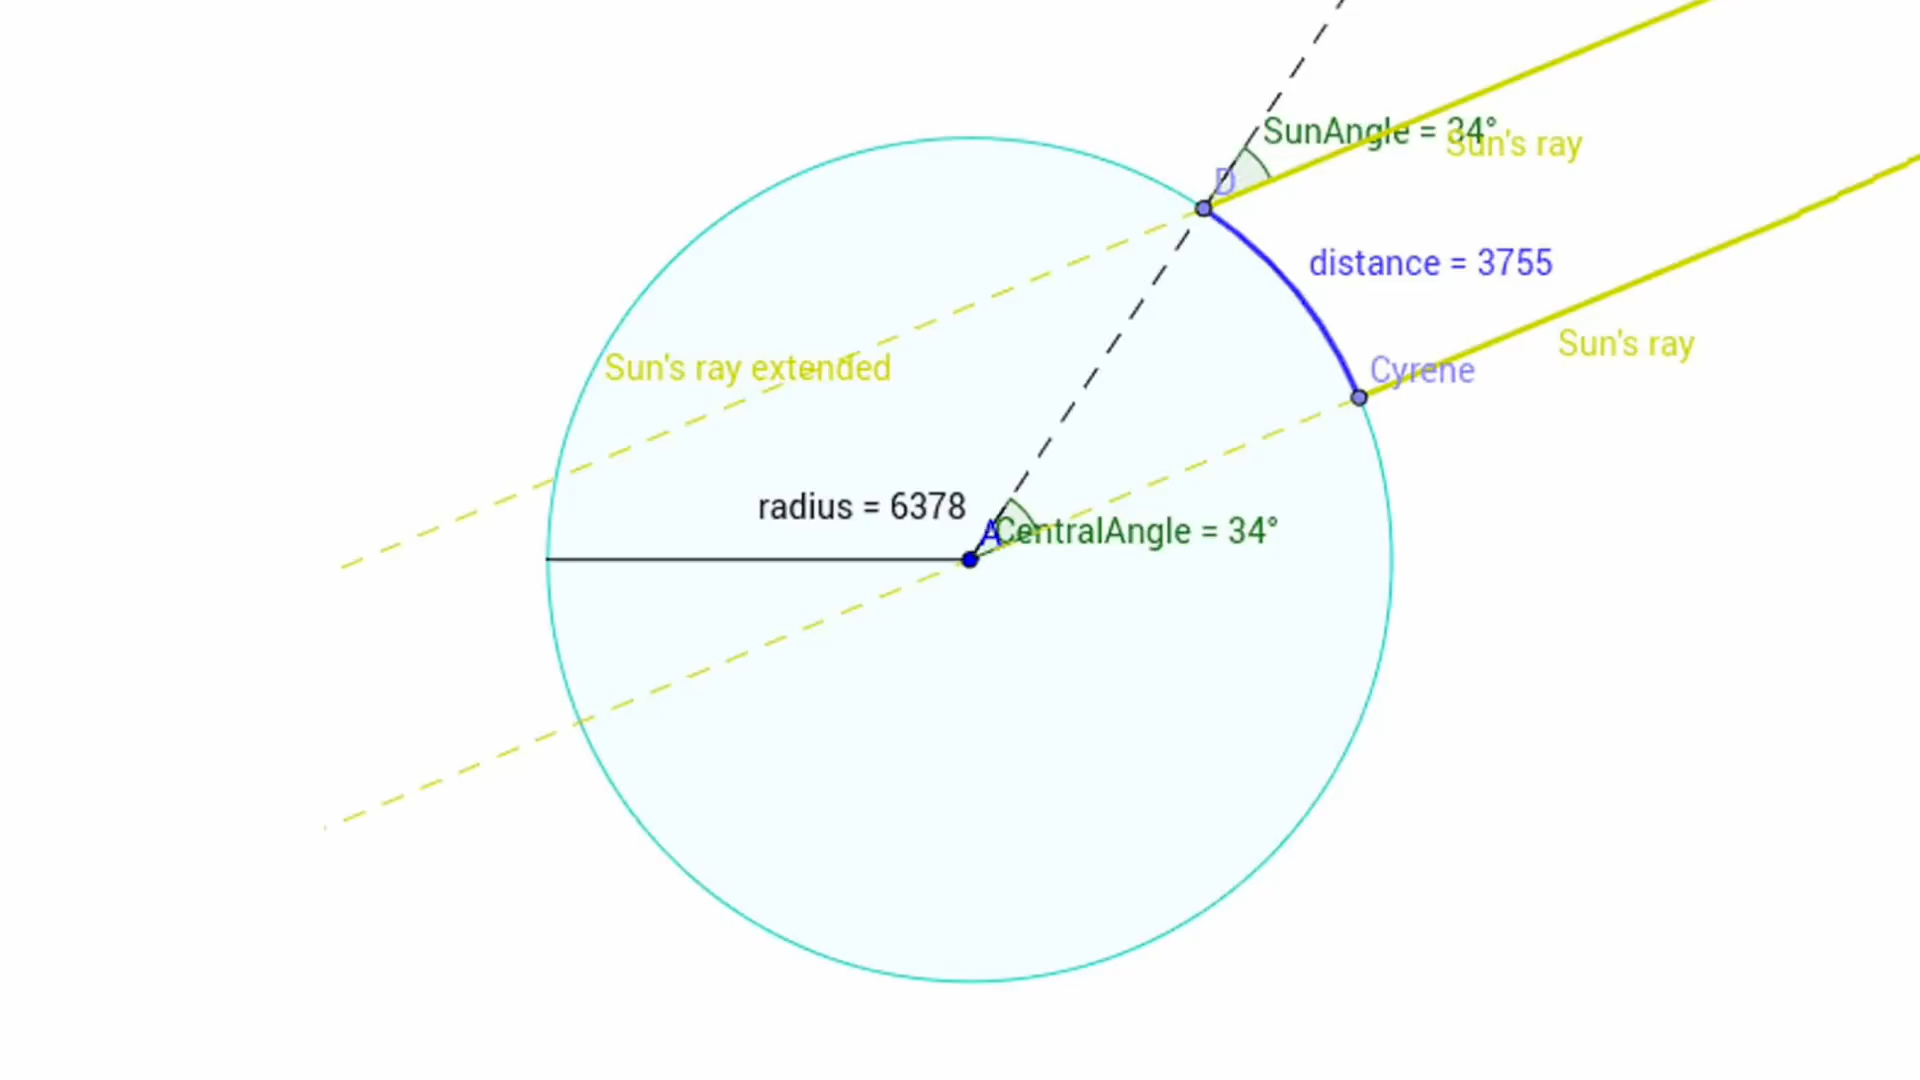 SunAngle = 34°
Sun's ray
D
distance = 3755
Sun's ray
Cyrene
Sun's ray extended
radius = 6378
A
CentralAngle = 34°